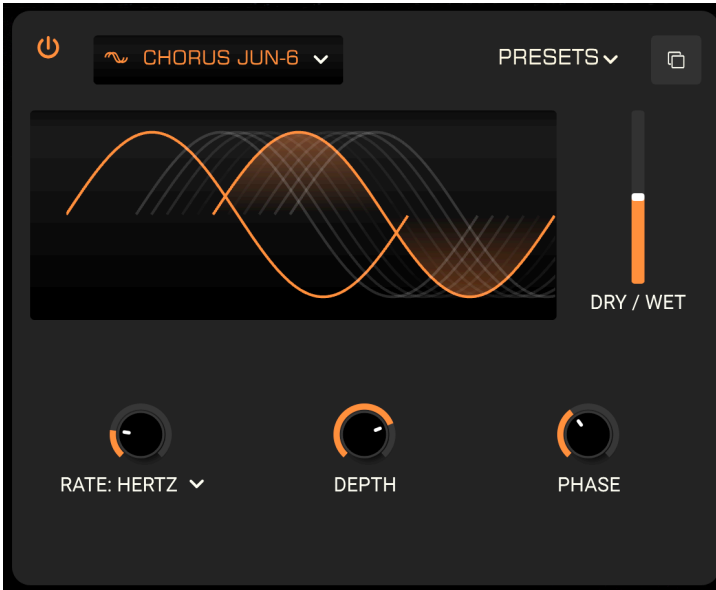 CHORUS JUN-6
PRESETS
DRY / WET
RATE: HERTZ
DEPTH
PHASE